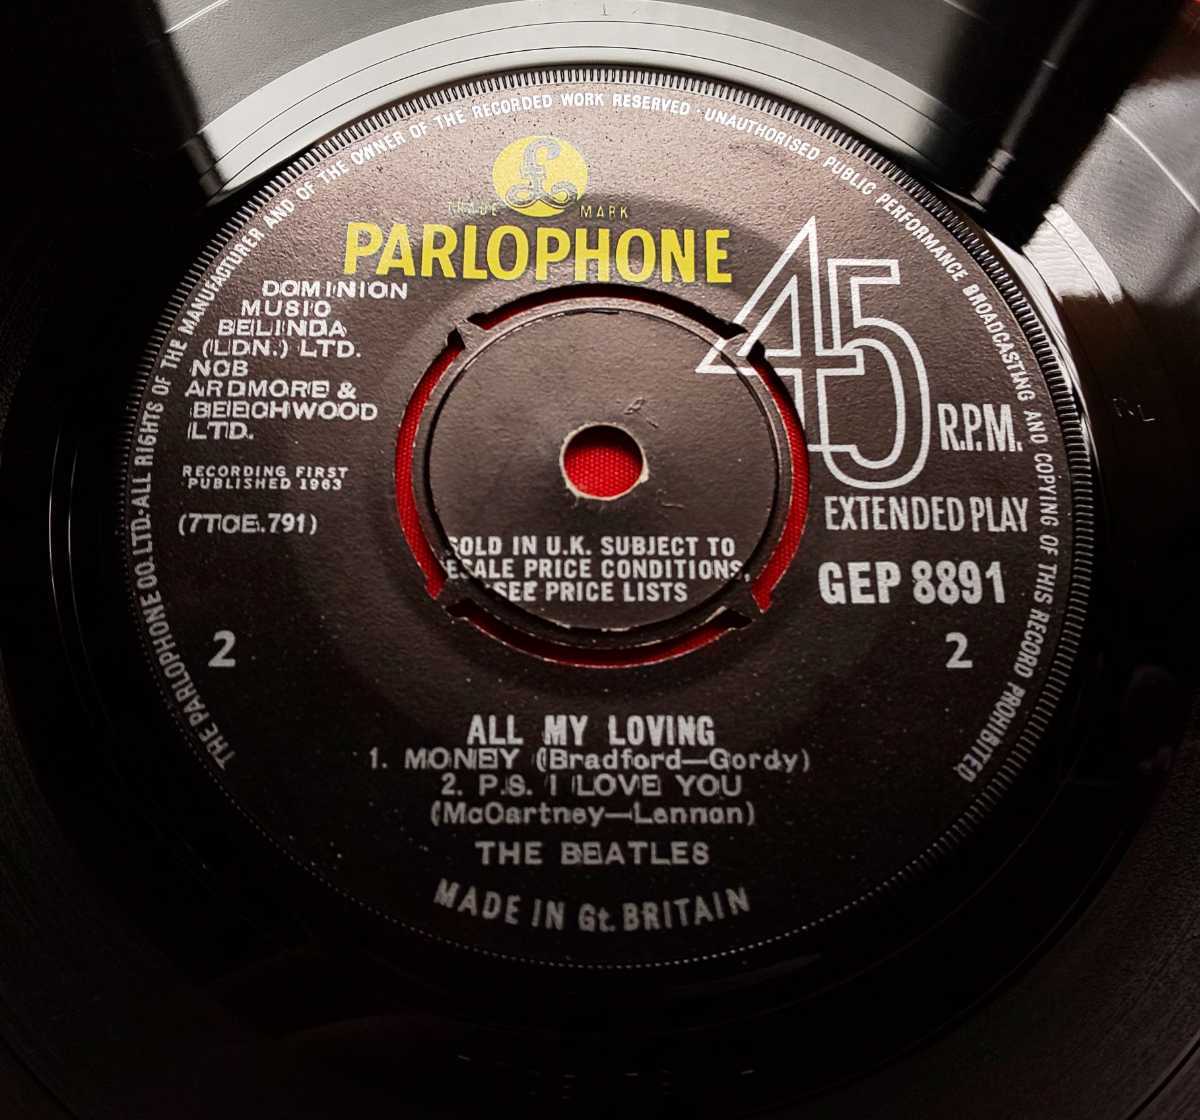 THE PARLOPHONE CO. LTD. ALL RIGHTS OF THE MANUFACTURER AND OF THE OWNER OF THE RECORDED WORK RESERVED · UNAUTHORISED PUBLIC PERFORMANCE BROADCASTING AND COPYING OF THIS RECORD PROHIBITED
£
TRADE MARK
PARLOPHONE
DOMINION
MUSIC
BELINDA
(LDN.) LTD.
NCB
ARDMORE &
BEECHWOOD
LTD.
RECORDING FIRST
PUBLISHED 1963
(7TCE.791)
45
R.P.M.
EXTENDED PLAY
GEP 8891
SOLD IN U.K. SUBJECT TO
RESALE PRICE CONDITIONS,
SEE PRICE LISTS
2
2
ALL MY LOVING
1. MONEY (Bradford—Gordy)
2. P.S. I LOVE YOU
(McCartney—Lennon)
THE BEATLES
MADE IN Gt. BRITAIN